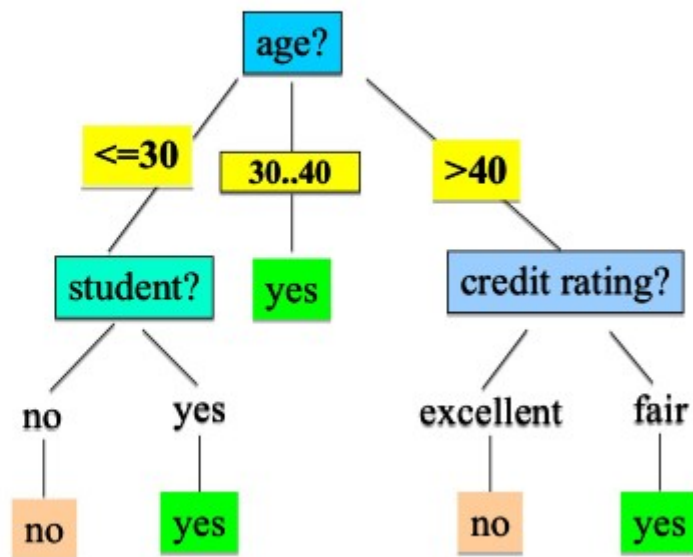 age?
<=30
30..40
>40
student?
yes
credit rating?
no
yes
excellent
fair
no
yes
no
yes